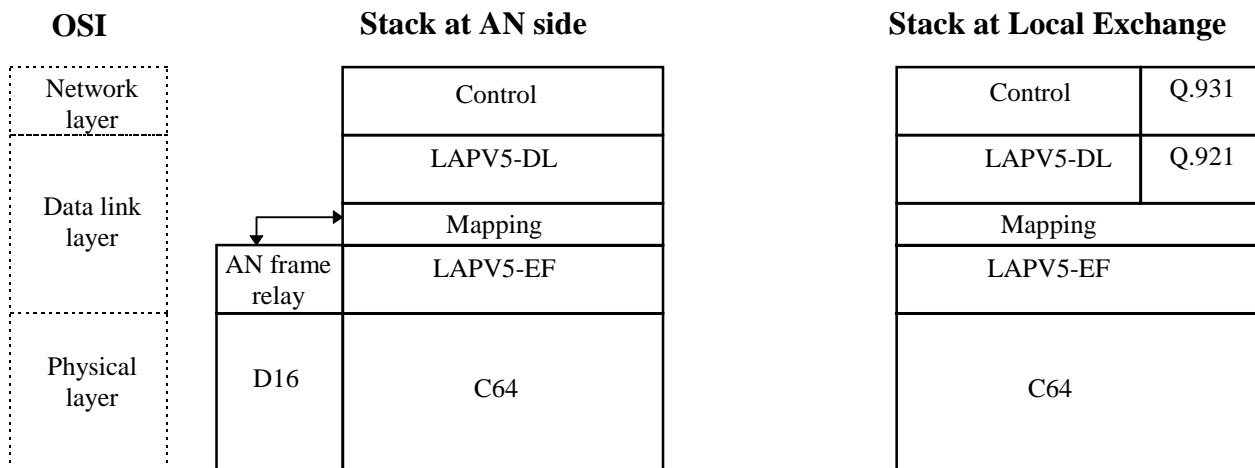 OSI
Stack at AN side
Stack at Local Exchange
Network
layer
Control
Control
Q.931
LAPV5-DL
LAPV5-DL
Q.921
Data link
layer
Mapping
Mapping
AN frame
relay
LAPV5-EF
LAPV5-EF
Physical
layer
D16
C64
C64